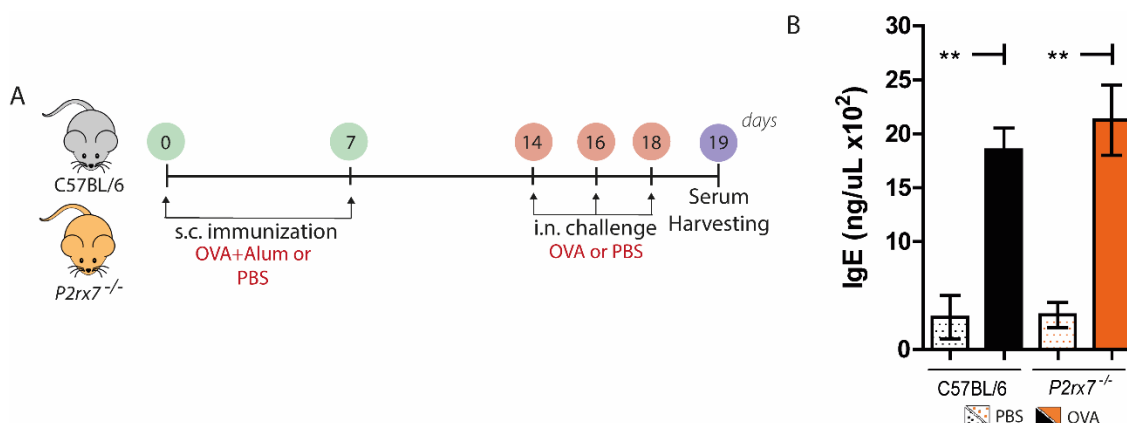 A
C57BL/6
P2rx7 -/-
0
7
14
16
18
19
days
s.c. immunization
OVA+Alum or
PBS
i.n. challenge
OVA or PBS
Serum
Harvesting
B
IgE (ng/uL x10²)
30
25
20
15
10
0
** **
C57BL/6 P2rx7 -/-
PBS OVA